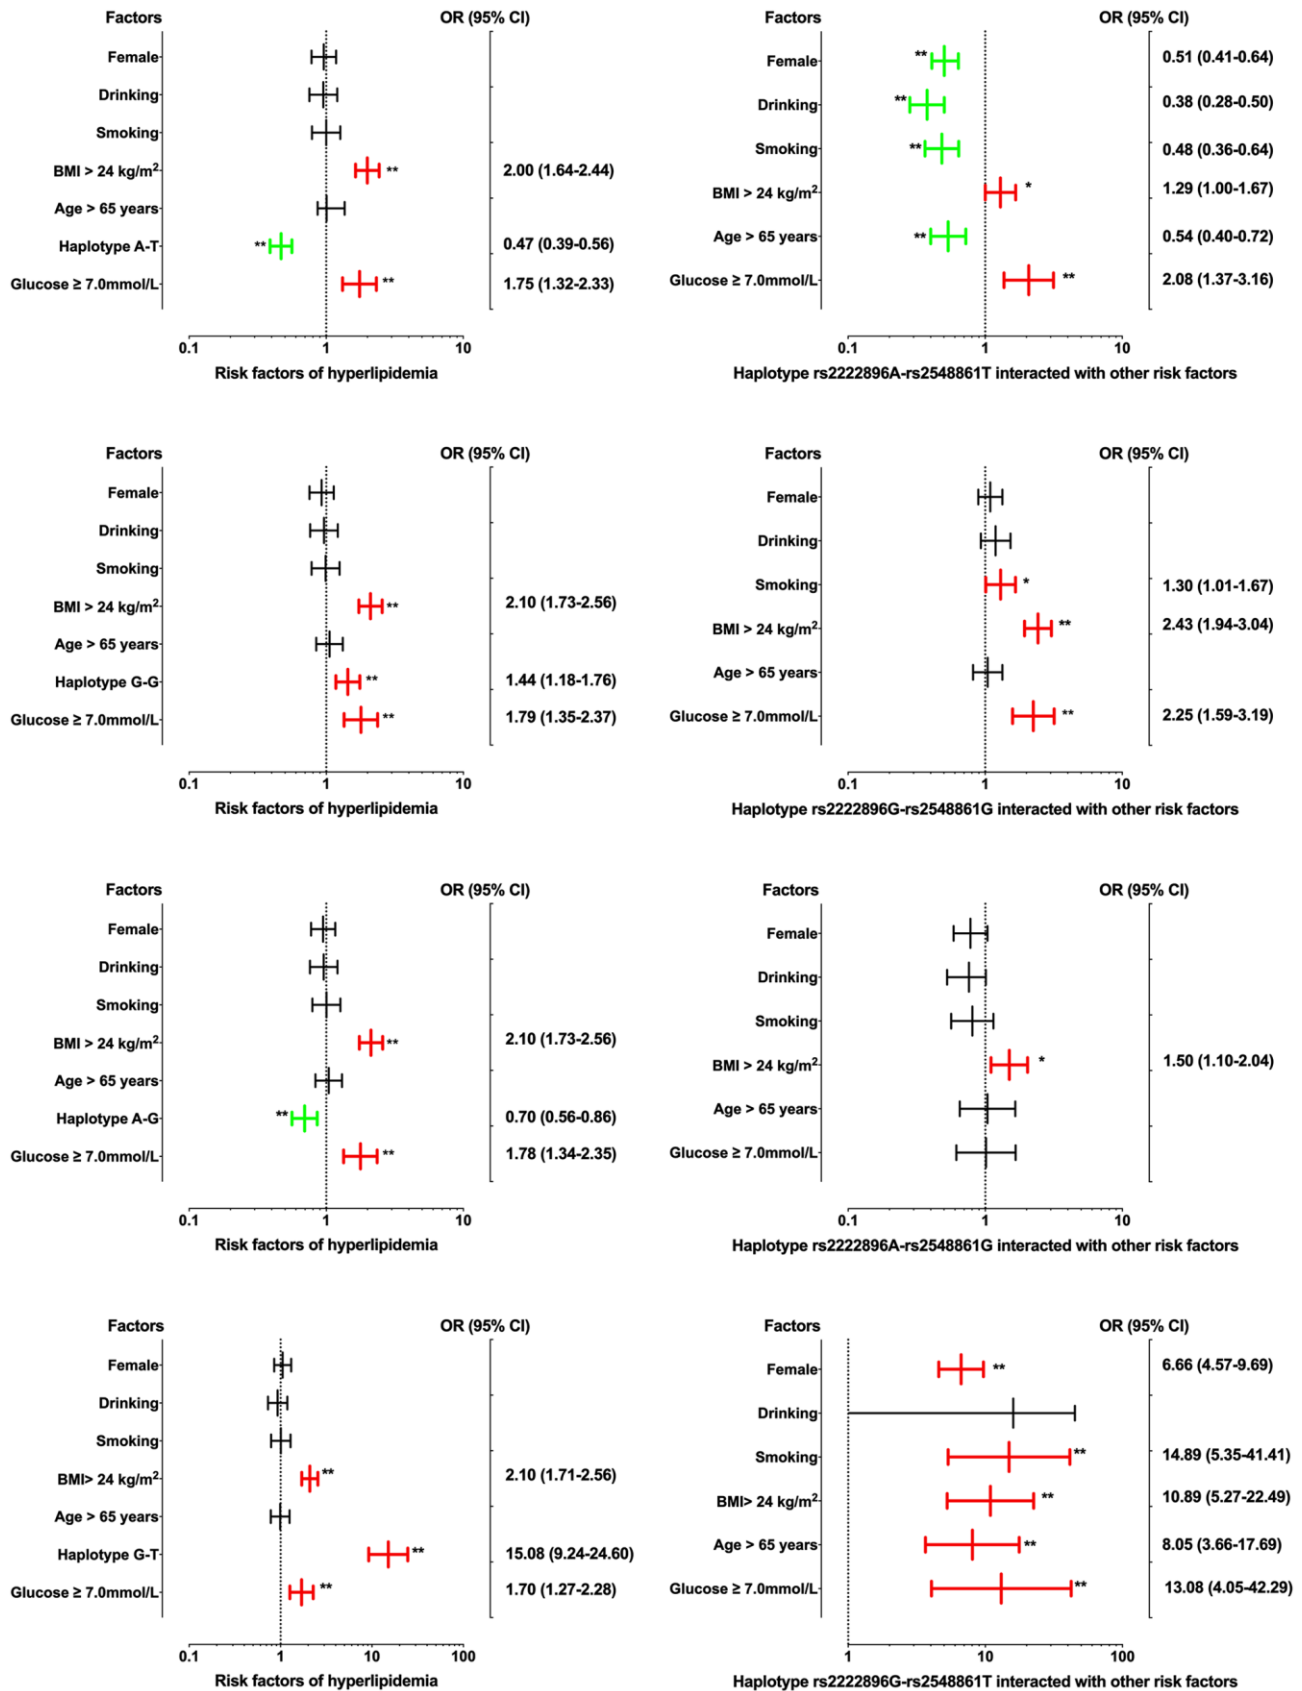 Factors OR (95% CI)
Female
Drinking
Smoking
BMI > 24 kg/m² ** 2.00 (1.64-2.44)
Age > 65 years
Haplotype A-T ** 0.47 (0.39-0.56)
Glucose ≥ 7.0mmol/L ** 1.75 (1.32-2.33)
0.1 1 10
Risk factors of hyperlipidemia
Factors OR (95% CI)
Female ** 0.51 (0.41-0.64)
Drinking ** 0.38 (0.28-0.50)
Smoking ** 0.48 (0.36-0.64)
BMI > 24 kg/m² * 1.29 (1.00-1.67)
Age > 65 years ** 0.54 (0.40-0.72)
Glucose ≥ 7.0mmol/L ** 2.08 (1.37-3.16)
0.1 1 10
Haplotype rs2222896A-rs2548861T interacted with other risk factors
Factors OR (95% CI)
Female
Drinking
Smoking
BMI > 24 kg/m² ** 2.10 (1.73-2.56)
Age > 65 years
Haplotype G-G ** 1.44 (1.18-1.76)
Glucose ≥ 7.0mmol/L ** 1.79 (1.35-2.37)
0.1 1 10
Risk factors of hyperlipidemia
Factors OR (95% CI)
Female
Drinking
Smoking * 1.30 (1.01-1.67)
BMI > 24 kg/m² ** 2.43 (1.94-3.04)
Age > 65 years
Glucose ≥ 7.0mmol/L ** 2.25 (1.59-3.19)
0.1 1 10
Haplotype rs2222896G-rs2548861G interacted with other risk factors
Factors OR (95% CI)
Female
Drinking
Smoking
BMI > 24 kg/m² ** 2.10 (1.73-2.56)
Age > 65 years
Haplotype A-G ** 0.70 (0.56-0.86)
Glucose ≥ 7.0mmol/L ** 1.78 (1.34-2.35)
0.1 1 10
Risk factors of hyperlipidemia
Factors OR (95% CI)
Female
Drinking
Smoking
BMI > 24 kg/m² * 1.50 (1.10-2.04)
Age > 65 years
Glucose ≥ 7.0mmol/L
0.1 1 10
Haplotype rs2222896A-rs2548861G interacted with other risk factors
Factors OR (95% CI)
Female
Drinking
Smoking
BMI> 24 kg/m² ** 2.10 (1.71-2.56)
Age > 65 years
Haplotype G-T ** 15.08 (9.24-24.60)
Glucose ≥ 7.0mmol/L ** 1.70 (1.27-2.28)
0.1 1 10 100
Risk factors of hyperlipidemia
Factors OR (95% CI)
Female ** 6.66 (4.57-9.69)
Drinking
Smoking ** 14.89 (5.35-41.41)
BMI> 24 kg/m² ** 10.89 (5.27-22.49)
Age > 65 years ** 8.05 (3.66-17.69)
Glucose ≥ 7.0mmol/L ** 13.08 (4.05-42.29)
1 10 100
Haplotype rs2222896G-rs2548861T interacted with other risk factors